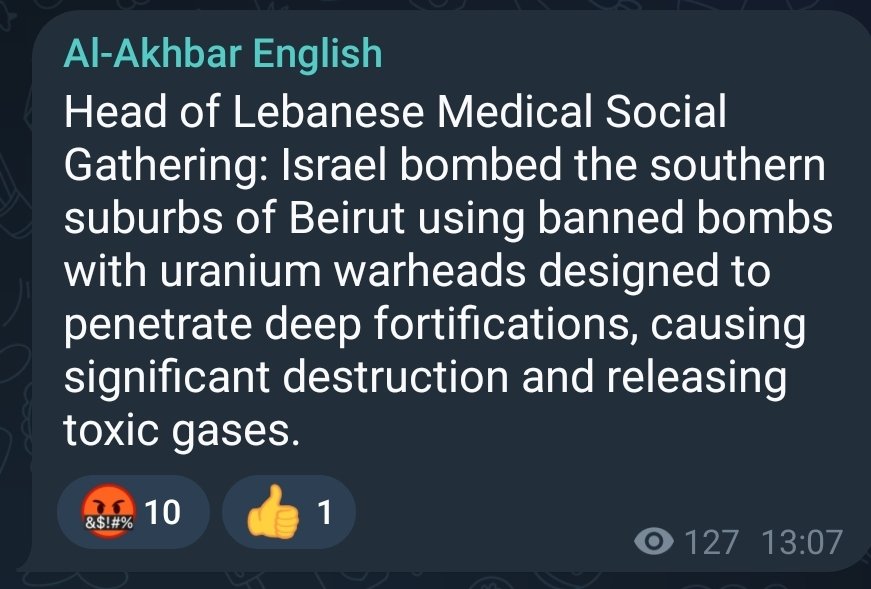 Al-Akhbar English
Head of Lebanese Medical Social
Gathering: Israel bombed the southern
suburbs of Beirut using banned bombs
with uranium warheads designed to
penetrate deep fortifications, causing
significant destruction and releasing
toxic gases.
&$!#% 10 1
127 13:07